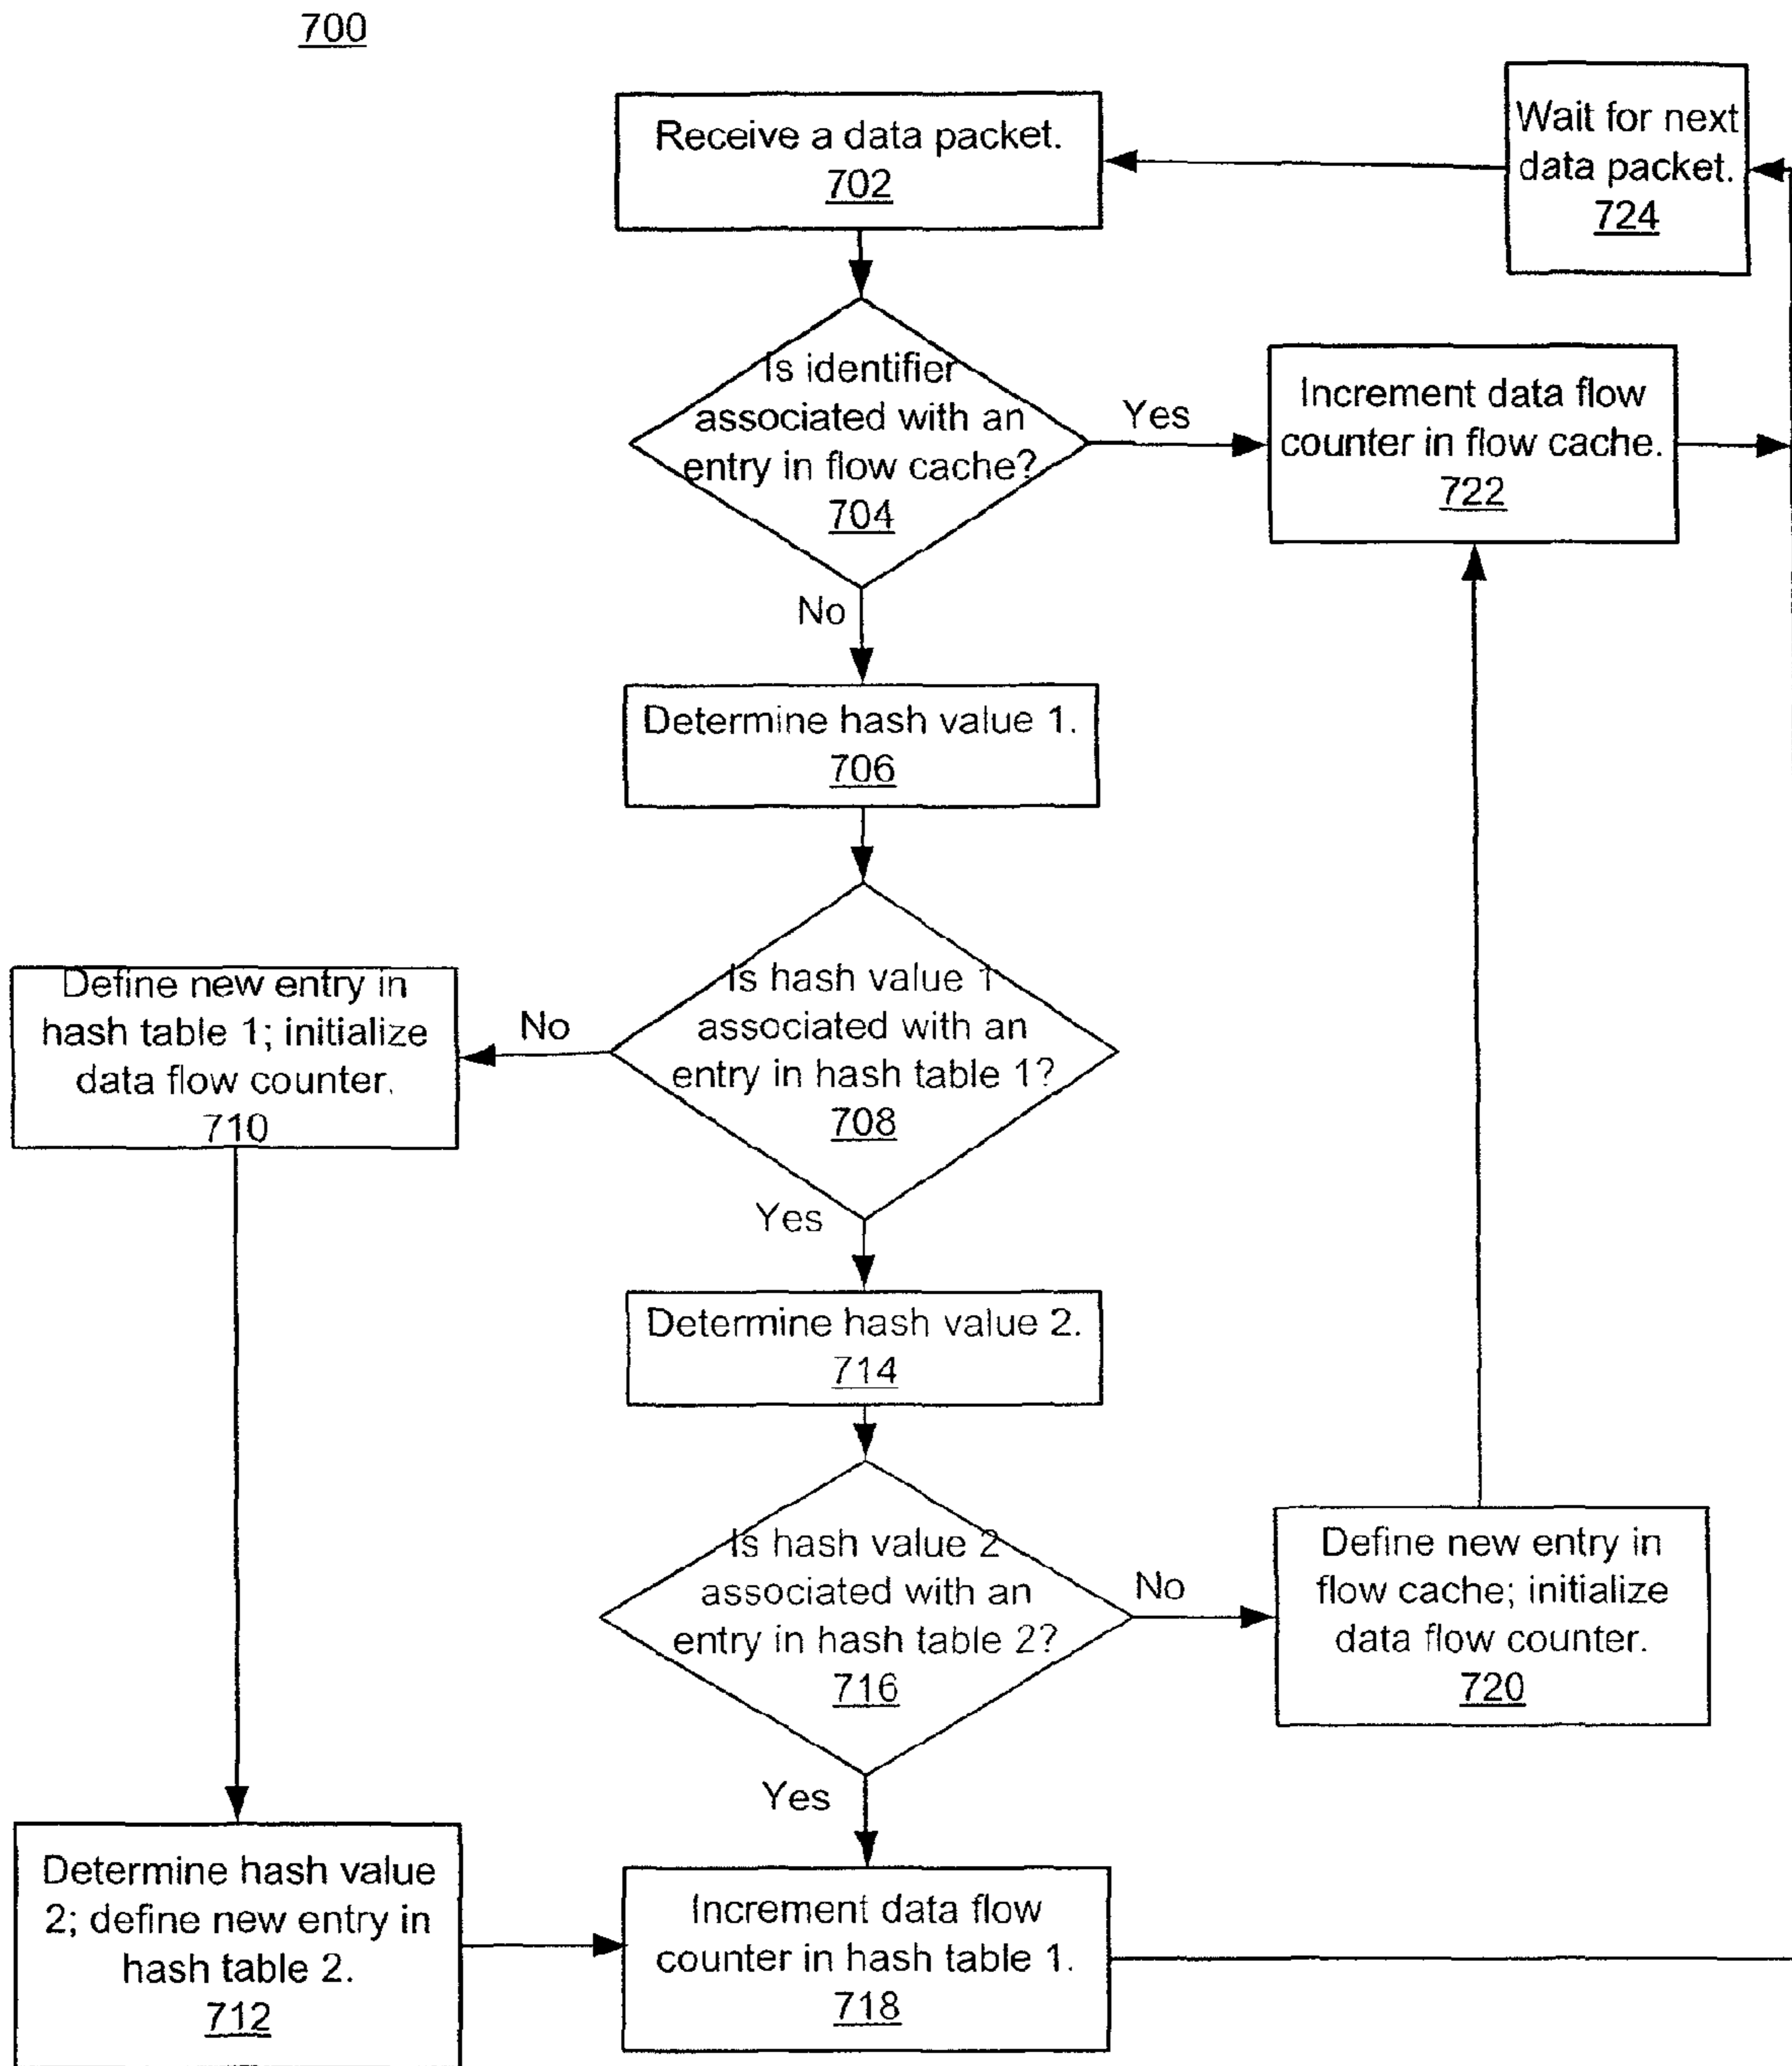 700
Receive a data packet.
702
Wait for next
data packet.
724
Is identifier
associated with an
entry in flow cache?
704
Yes
Increment data flow
counter in flow cache.
722
No
Determine hash value 1.
706
Is hash value 1
associated with an
entry in hash table 1?
708
No
Define new entry in
hash table 1; initialize
data flow counter.
710
Yes
Determine hash value 2.
714
Is hash value 2
associated with an
entry in hash table 2?
716
No
Define new entry in
flow cache; initialize
data flow counter.
720
Yes
Determine hash value
2; define new entry in
hash table 2.
712
Increment data flow
counter in hash table 1.
718